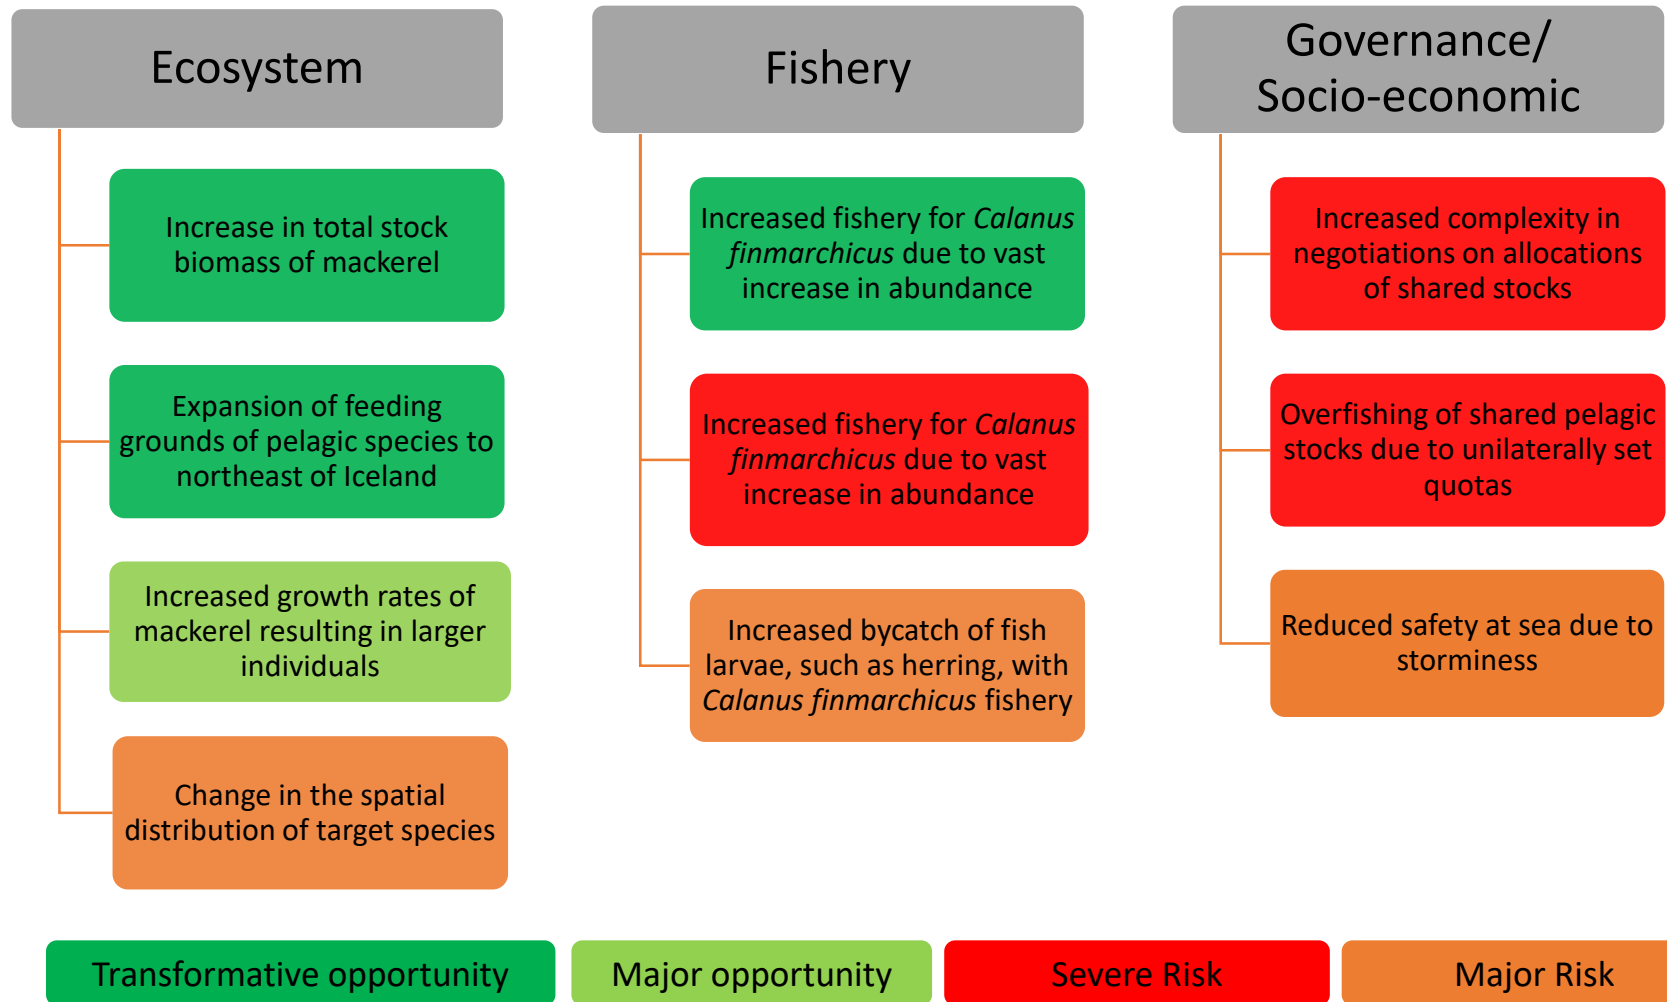 Ecosystem
Increase in total stock
biomass of mackerel
Expansion of feeding
grounds of pelagic species to
northeast of Iceland
Increased growth rates of
mackerel resulting in larger
individuals
Change in the spatial
distribution of target species
Fishery
Increased fishery for Calanus
finmarchicus due to vast
increase in abundance
Increased fishery for Calanus
finmarchicus due to vast
increase in abundance
Increased bycatch of fish
larvae, such as herring, with
Calanus finmarchicus fishery
Governance/
Socio-economic
Increased complexity in
negotiations on allocations
of shared stocks
Overfishing of shared pelagic
stocks due to unilaterally set
quotas
Reduced safety at sea due to
storminess
Transformative opportunity
Major opportunity
Severe Risk
Major Risk